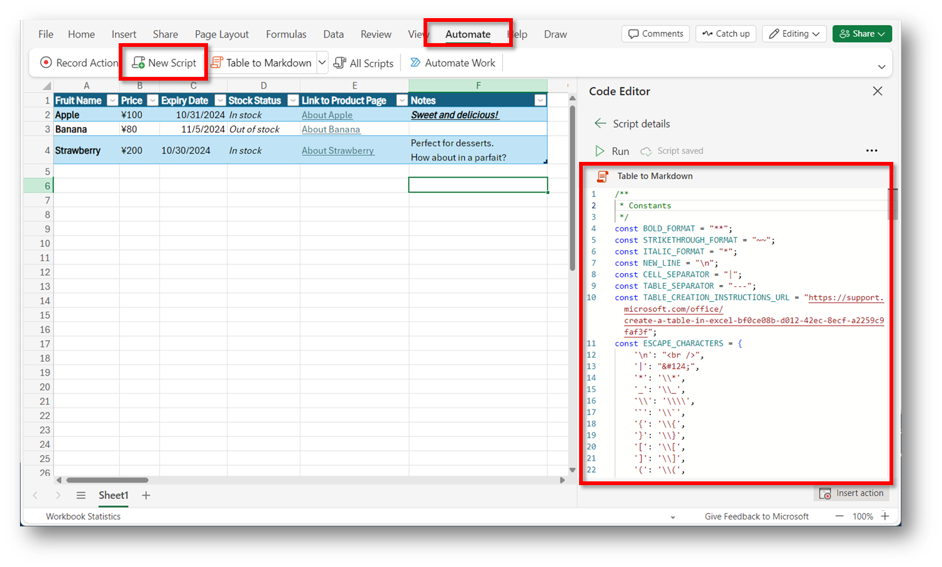 File Home Insert Share Page Layout Formulas Data Review View Automate Help Draw
Comments Catch up Editing Share
Record Action New Script Table to Markdown All Scripts Automate Work
A B C D E F
1 Fruit Name Price Expiry Date Stock Status Link to Product Page Notes
2 Apple ¥100 10/31/2024 In stock About Apple Sweet and delicious!
3 Banana ¥80 11/5/2024 Out of stock About Banana
4 Strawberry ¥200 10/30/2024 In stock About Strawberry Perfect for desserts.
How about in a parfait?
5
6
7
8
9
10
11
12
13
14
15
16
17
18
19
20
21
22
23
24
25
26
Sheet1
Workbook Statistics
Code Editor
Script details
Run Script saved
Table to Markdown
1 /**
2 * Constants
3 */
4 const BOLD_FORMAT = "**";
5 const STRIKETHROUGH_FORMAT = "~~";
6 const ITALIC_FORMAT = "*";
7 const NEW_LINE = "\n";
8 const CELL_SEPARATOR = "|";
9 const TABLE_SEPARATOR = "---";
10 const TABLE_CREATION_INSTRUCTIONS_URL = "https://support.
microsoft.com/office/
create-a-table-in-excel-bf0ce08b-d012-42ec-8ecf-a2259c9
faf3f";
11 const ESCAPE_CHARACTERS = {
12 '\n': "<br />",
13 '|': "&#124;",
14 '*': '\\*',
15 '_': '\\_',
16 '\\': '\\\\',
17 '`': '\\`',
18 '{': '\\{',
19 '}': '\\}',
20 '[': '\\[',
21 ']': '\\]',
22 '(': '\\(',
Insert action
Give Feedback to Microsoft 100%